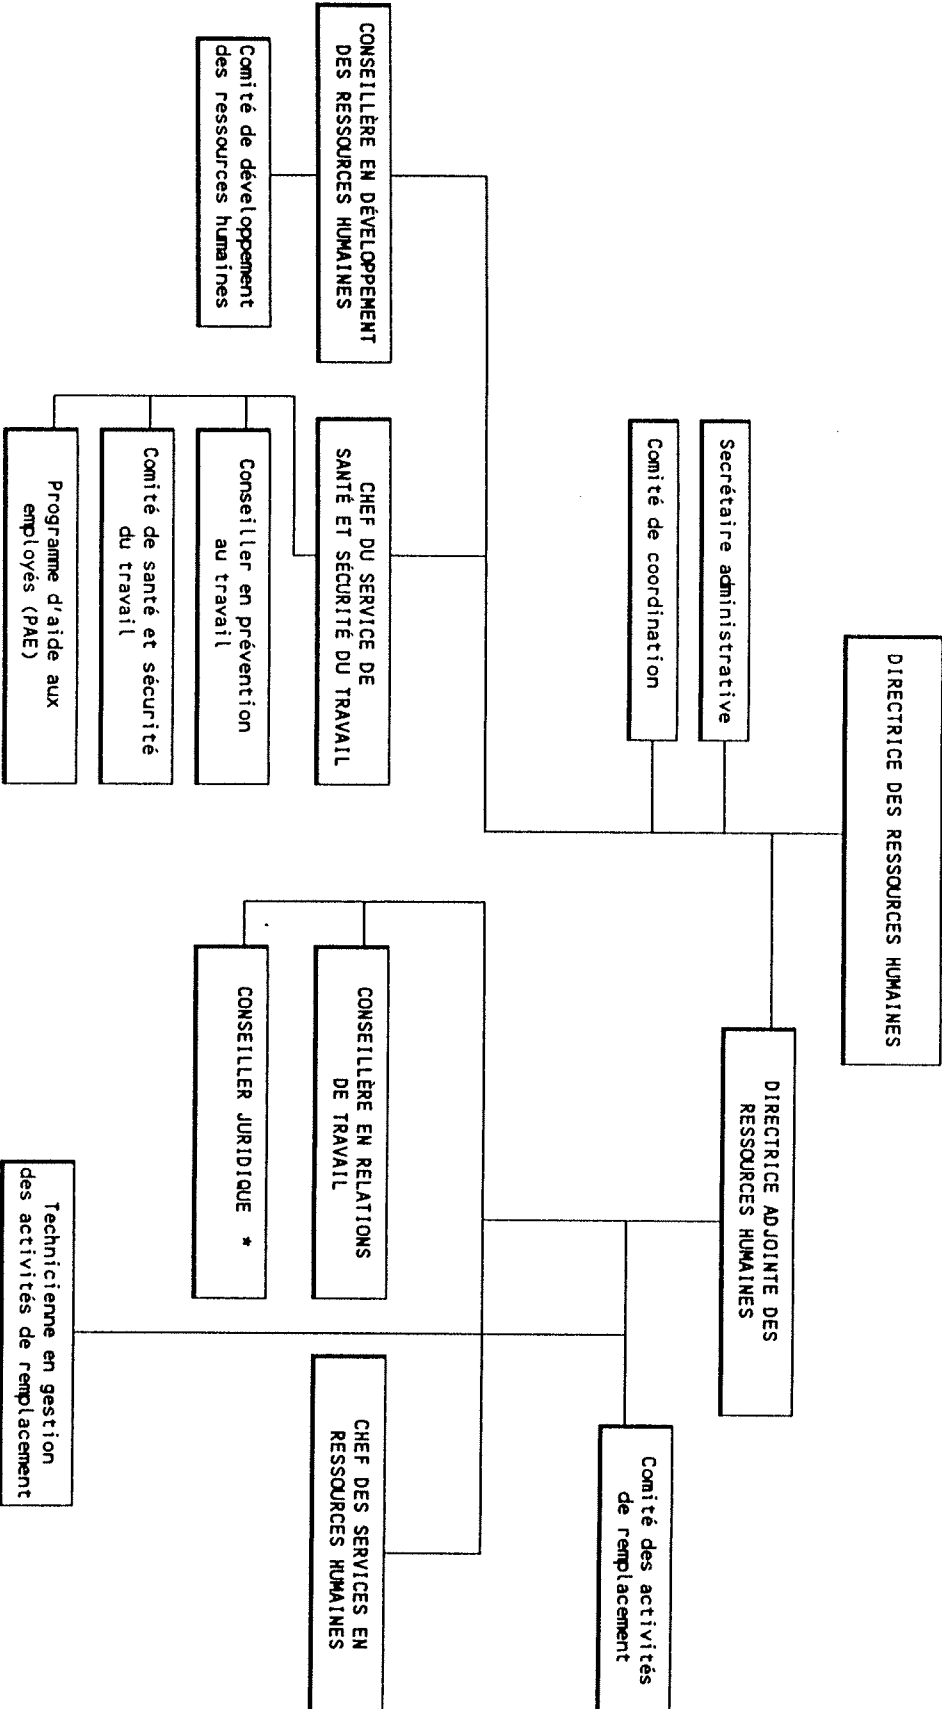 DIRECTRICE DES RESSOURCES HUMAINES
Secrétaire administrative
Comité de coordination
DIRECTRICE ADJOINTE DES
RESSOURCES HUMAINES
Comité des activités
de remplacement
CONSEILLÈRE EN DÉVELOPPEMENT
DES RESSOURCES HUMAINES
Comité de développement
des ressources humaines
CHEF DU SERVICE DE
SANTÉ ET SÉCURITÉ DU TRAVAIL
Conseiller en prévention
au travail
Comité de santé et sécurité
du travail
Programme d'aide aux
employés (PAE)
CONSEILLÈRE EN RELATIONS
DE TRAVAIL
CONSEILLER JURIDIQUE *
CHEF DES SERVICES EN
RESSOURCES HUMAINES
Technicienne en gestion
des activités de remplacement